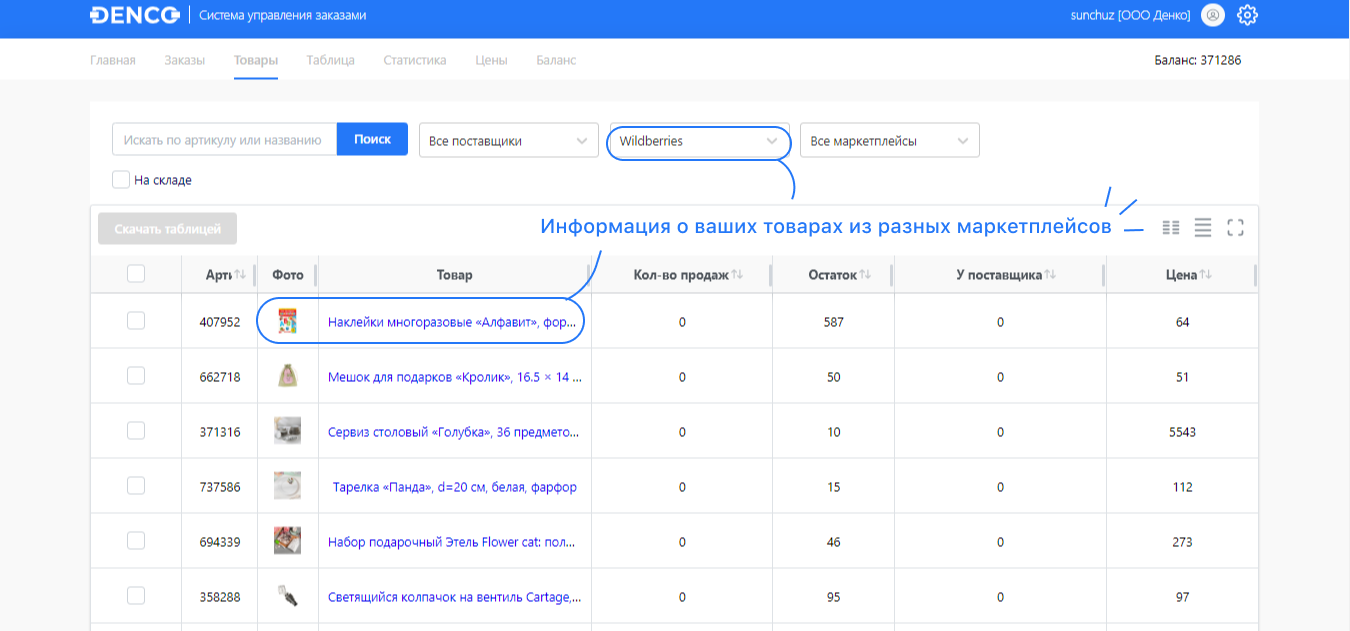 DENCO Система управления заказами
sunchuz [ООО Денко]
Главная Заказы Товары Таблица Статистика Цены Баланс
Баланс: 371286
Искать по артикулу или названию Поиск Все поставщики Wildberries Все маркетплейсы
На складе
Скачать таблицей
Информация о ваших товарах из разных маркетплейсов
Арти Фото Товар Кол-во продаж Остаток У поставщика Цена
407952 Наклейки многоразовые «Алфавит», фор... 0 587 0 64
662718 Мешок для подарков «Кролик», 16.5 × 14 ... 0 50 0 51
371316 Сервиз столовый «Голубка», 36 предмето... 0 10 0 5543
737586 Тарелка «Панда», d=20 см, белая, фарфор 0 15 0 112
694339 Набор подарочный Этель Flower cat: пол... 0 46 0 273
358288 Светящийся колпачок на вентиль Cartage,... 0 95 0 97